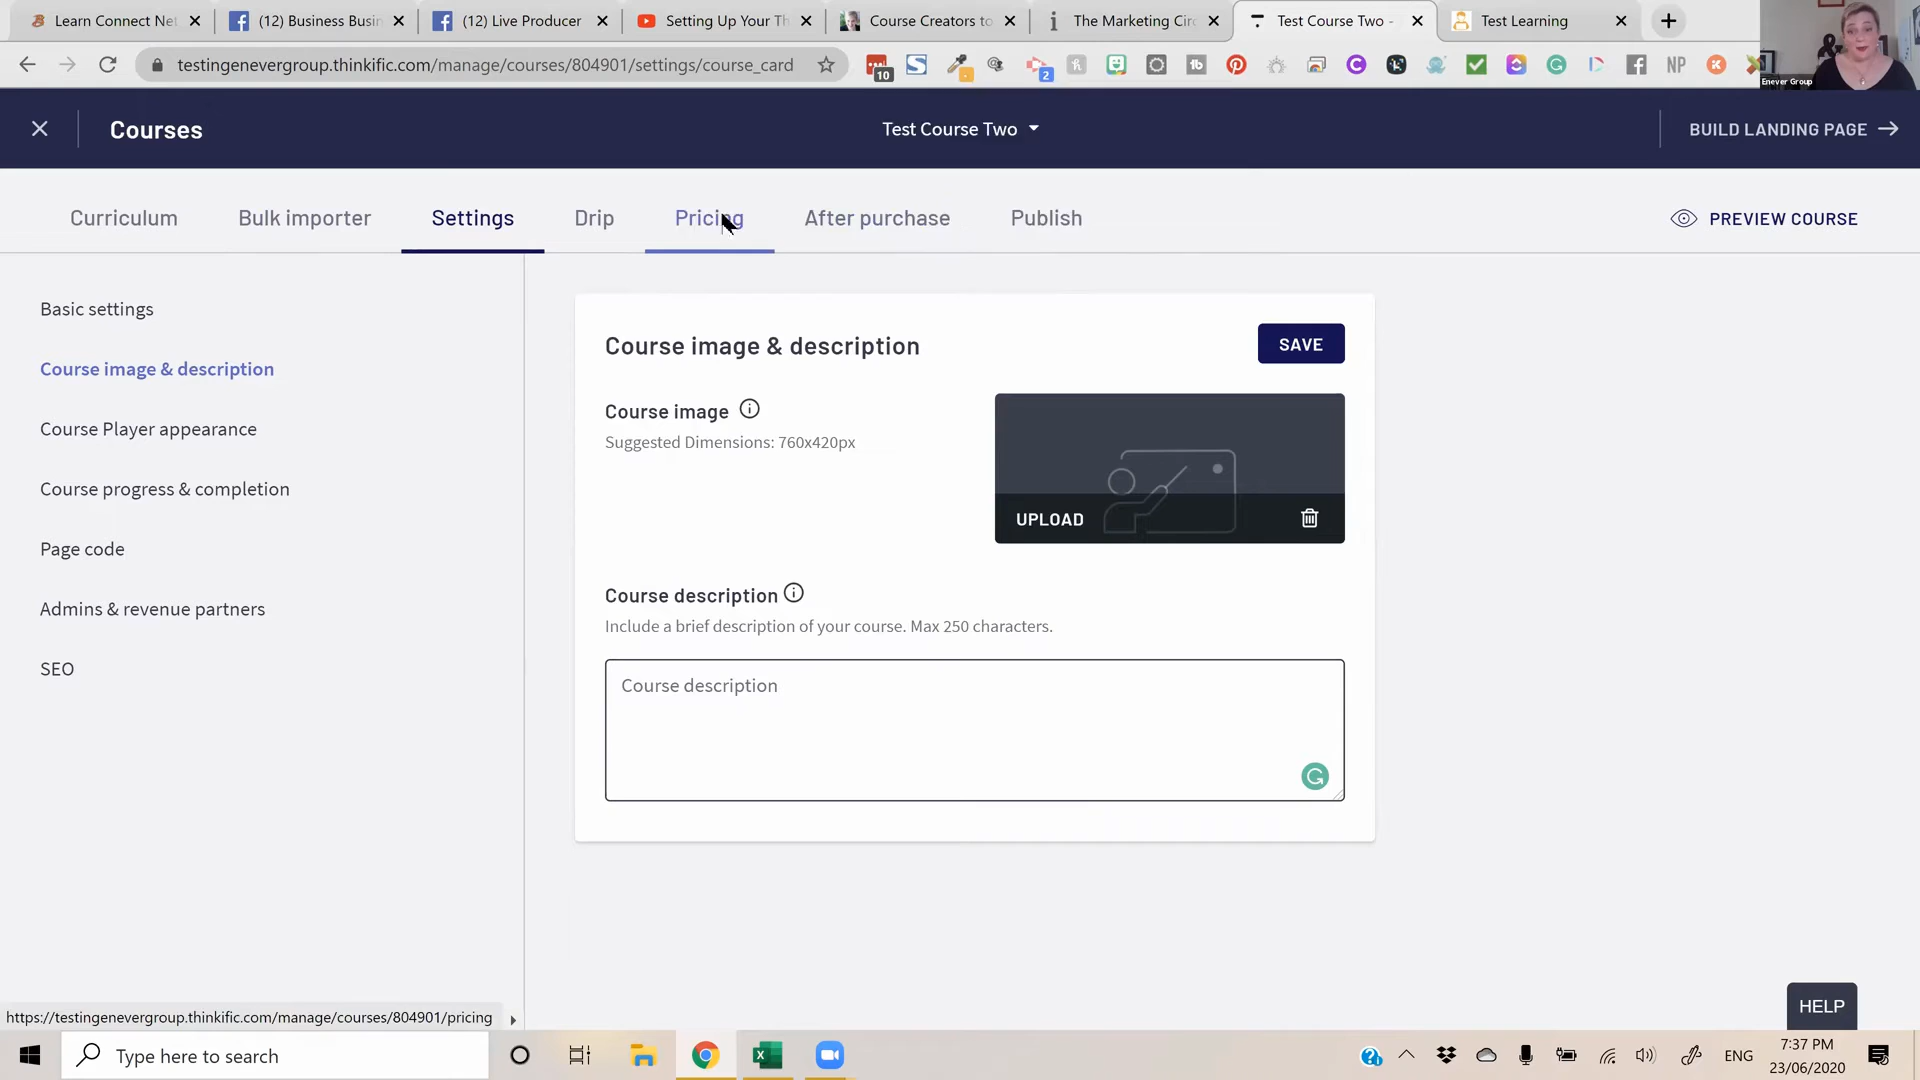 Learn Connect Net
(12) Business Busin
(12) Live Producer
Setting Up Your Th
Course Creators to
The Marketing Circ
Test Course Two -
Test Learning
testingenevergroup.thinkific.com/manage/courses/804901/settings/course_card
10
2
NP
Enever Group
Courses
Test Course Two
BUILD LANDING PAGE
Curriculum
Bulk importer
Settings
Drip
Pricing
After purchase
Publish
PREVIEW COURSE
Basic settings
Course image & description
Course Player appearance
Course progress & completion
Page code
Admins & revenue partners
SEO
Course image & description
SAVE
Course image
Suggested Dimensions: 760x420px
UPLOAD
Course description
Include a brief description of your course. Max 250 characters.
Course description
HELP
https://testingenevergroup.thinkific.com/manage/courses/804901/pricing
Type here to search
ENG
7:37 PM
23/06/2020